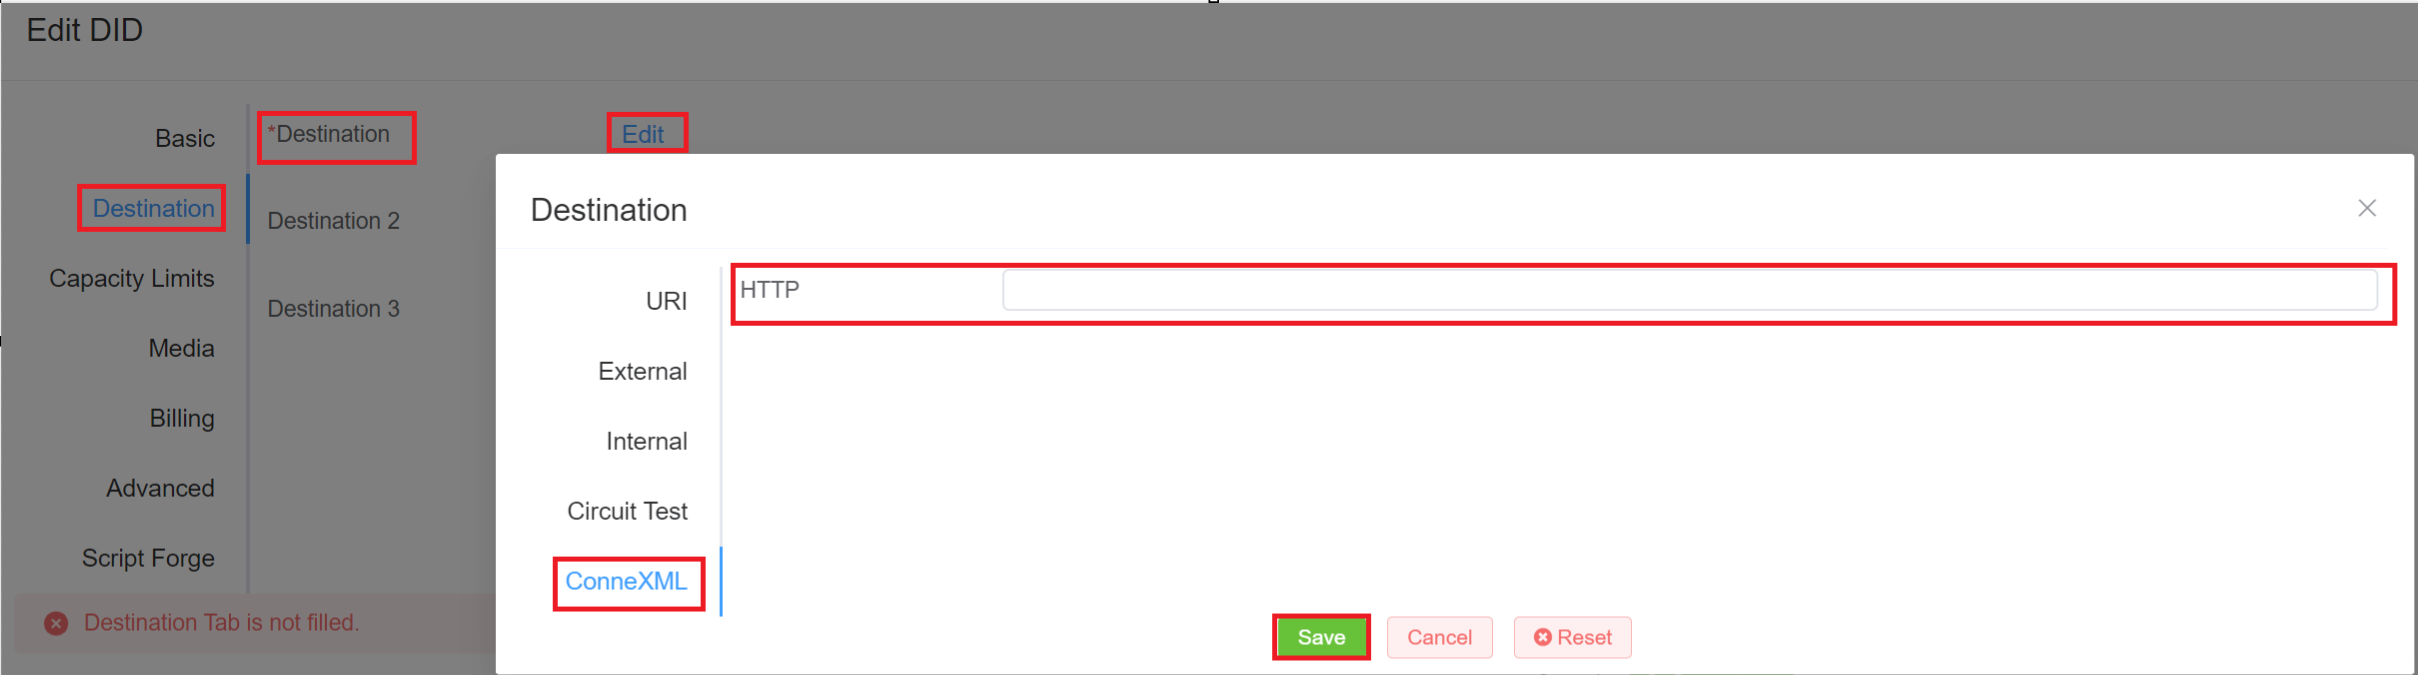 Edit DID
Basic
Destination
Capacity Limits
Media
Billing
Advanced
Script Forge
*Destination
Edit
Destination 2
Destination 3
Destination Tab is not filled.
Destination
URI
External
Internal
Circuit Test
ConneXML
HTTP
Save
Cancel
Reset